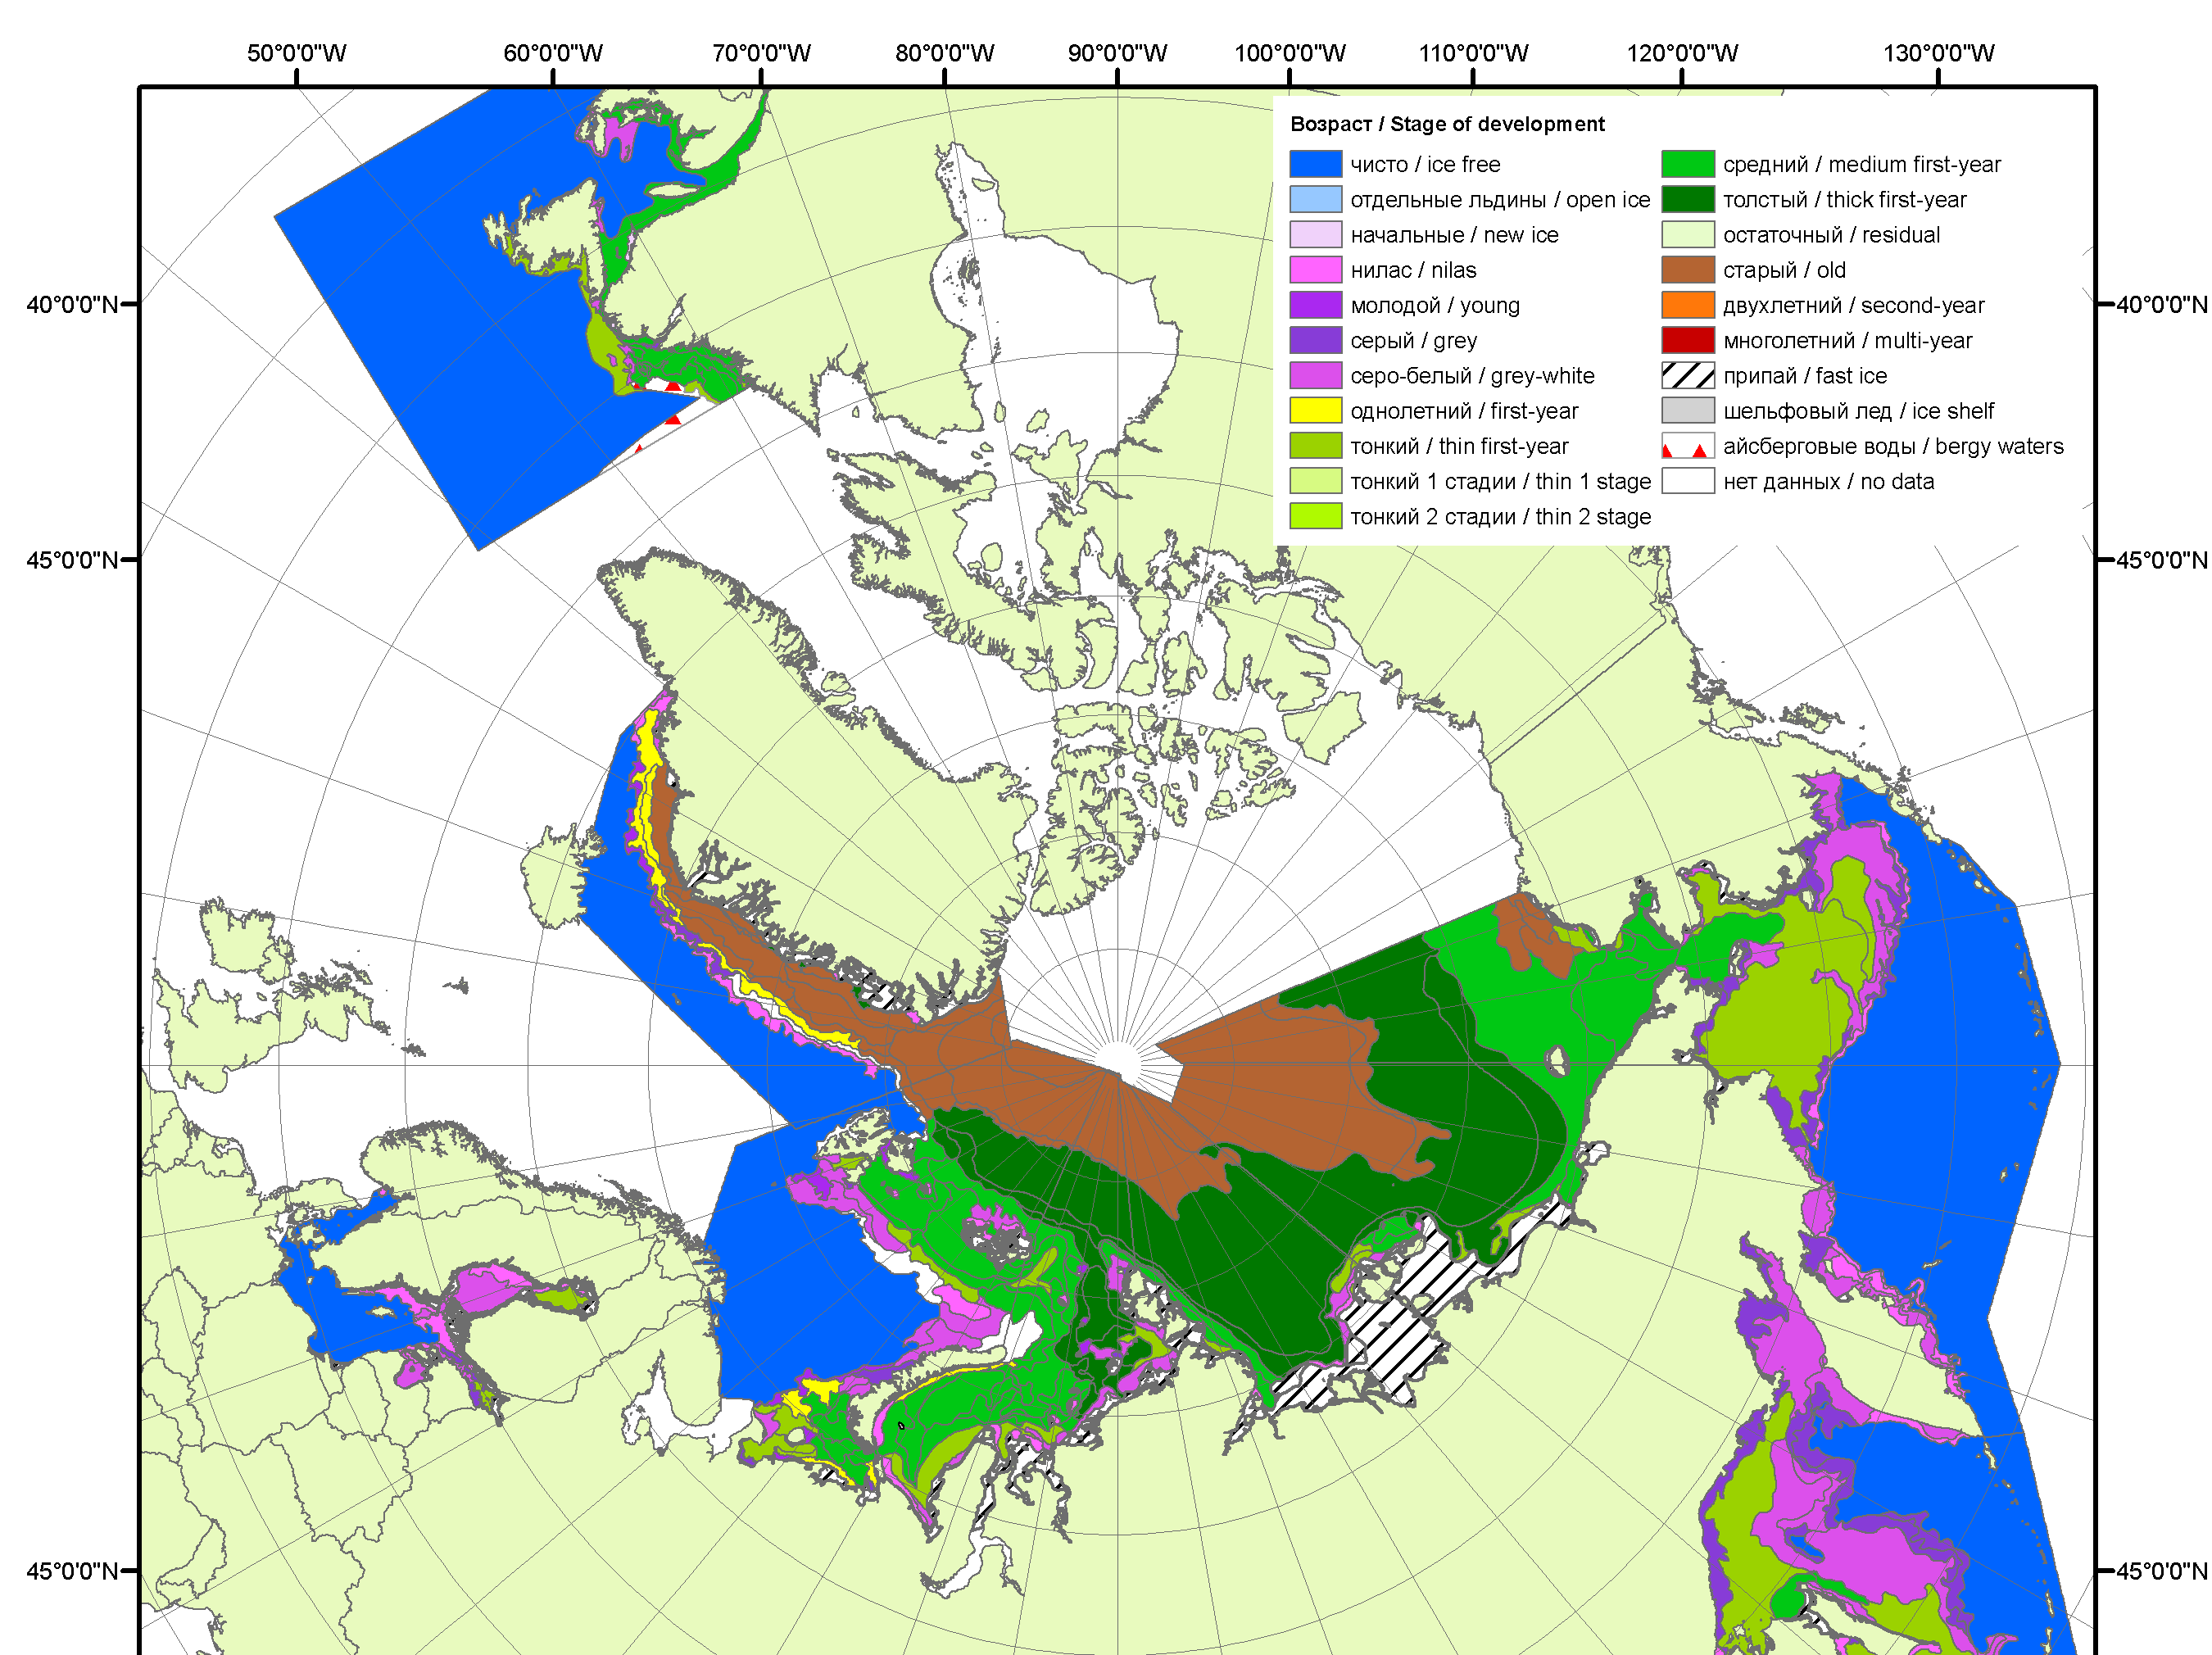 50°0'0"W 60°0'0"W 70°0'0"W 80°0'0"W 90°0'0"W 100°0'0"W 110°0'0"W 120°0'0"W 130°0'0"W
Возраст / Stage of development
чисто / ice free
отдельные льдины / open ice
начальные / new ice
нилас / nilas
молодой / young
серый / grey
серо-белый / grey-white
однолетний / first-year
тонкий / thin first-year
тонкий 1 стадии / thin 1 stage
тонкий 2 стадии / thin 2 stage
средний / medium first-year
толстый / thick first-year
остаточный / residual
старый / old
двухлетний / second-year
многолетний / multi-year
припай / fast ice
шельфовый лед / ice shelf
айсберговые воды / bergy waters
нет данных / no data
40°0'0"N 40°0'0"N
45°0'0"N 45°0'0"N
45°0'0"N 45°0'0"N